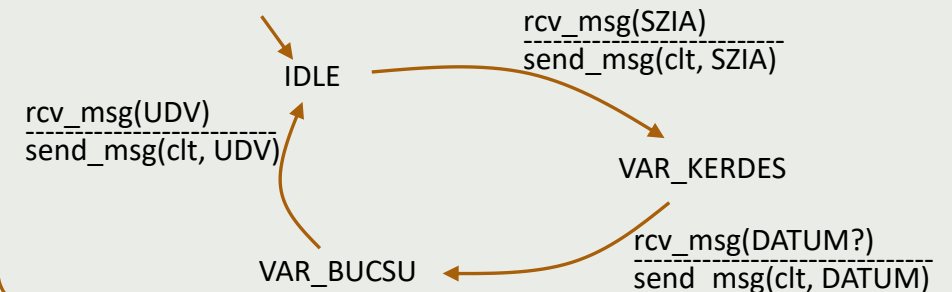 rcv_msg(SZIA)
send_msg(clt, SZIA)
IDLE
rcv_msg(UDV)
send_msg(clt, UDV)
VAR_KERDES
rcv_msg(DATUM?)
send_msg(clt, DATUM)
VAR_BUCSU